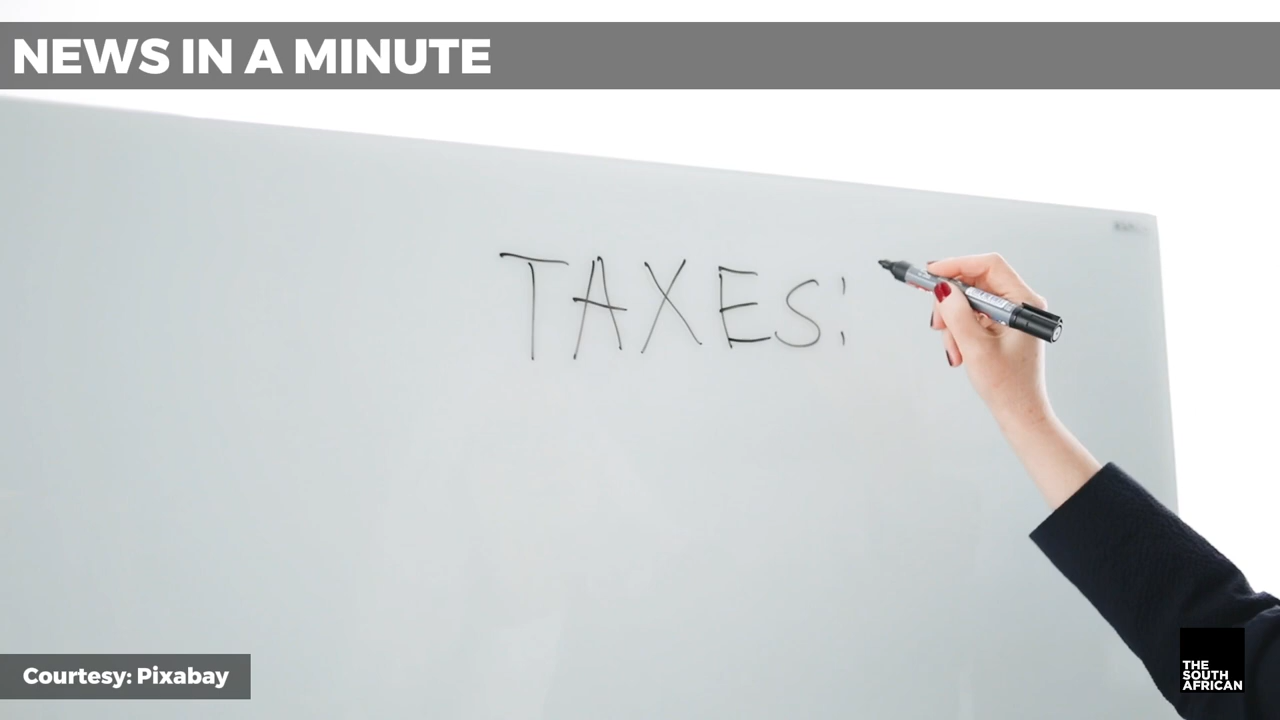 NEWS IN A MINUTE
TAXES:
Courtesy: Pixabay
THE
SOUTH
AFRICAN